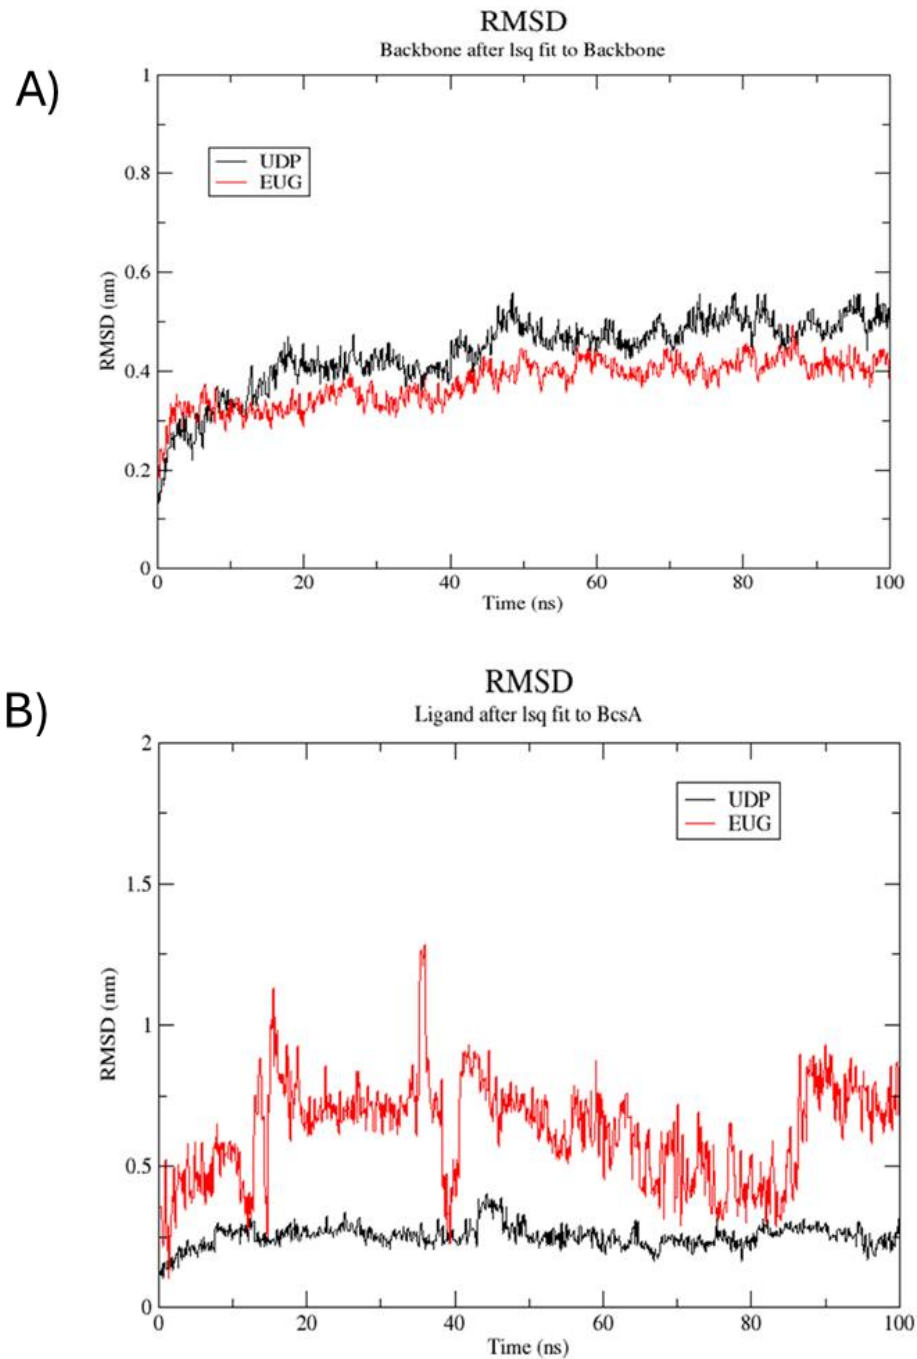 A)
RMSD
Backbone after lsq fit to Backbone
1
0.8
0.6
0.4
0.2
0
RMSD (nm)
UDP
EUG
0 20 40 60 80 100
Time (ns)
B)
RMSD
Ligand after lsq fit to BcsA
2
1.5
1
0.5
0
RMSD (nm)
UDP
EUG
0 20 40 60 80 100
Time (ns)